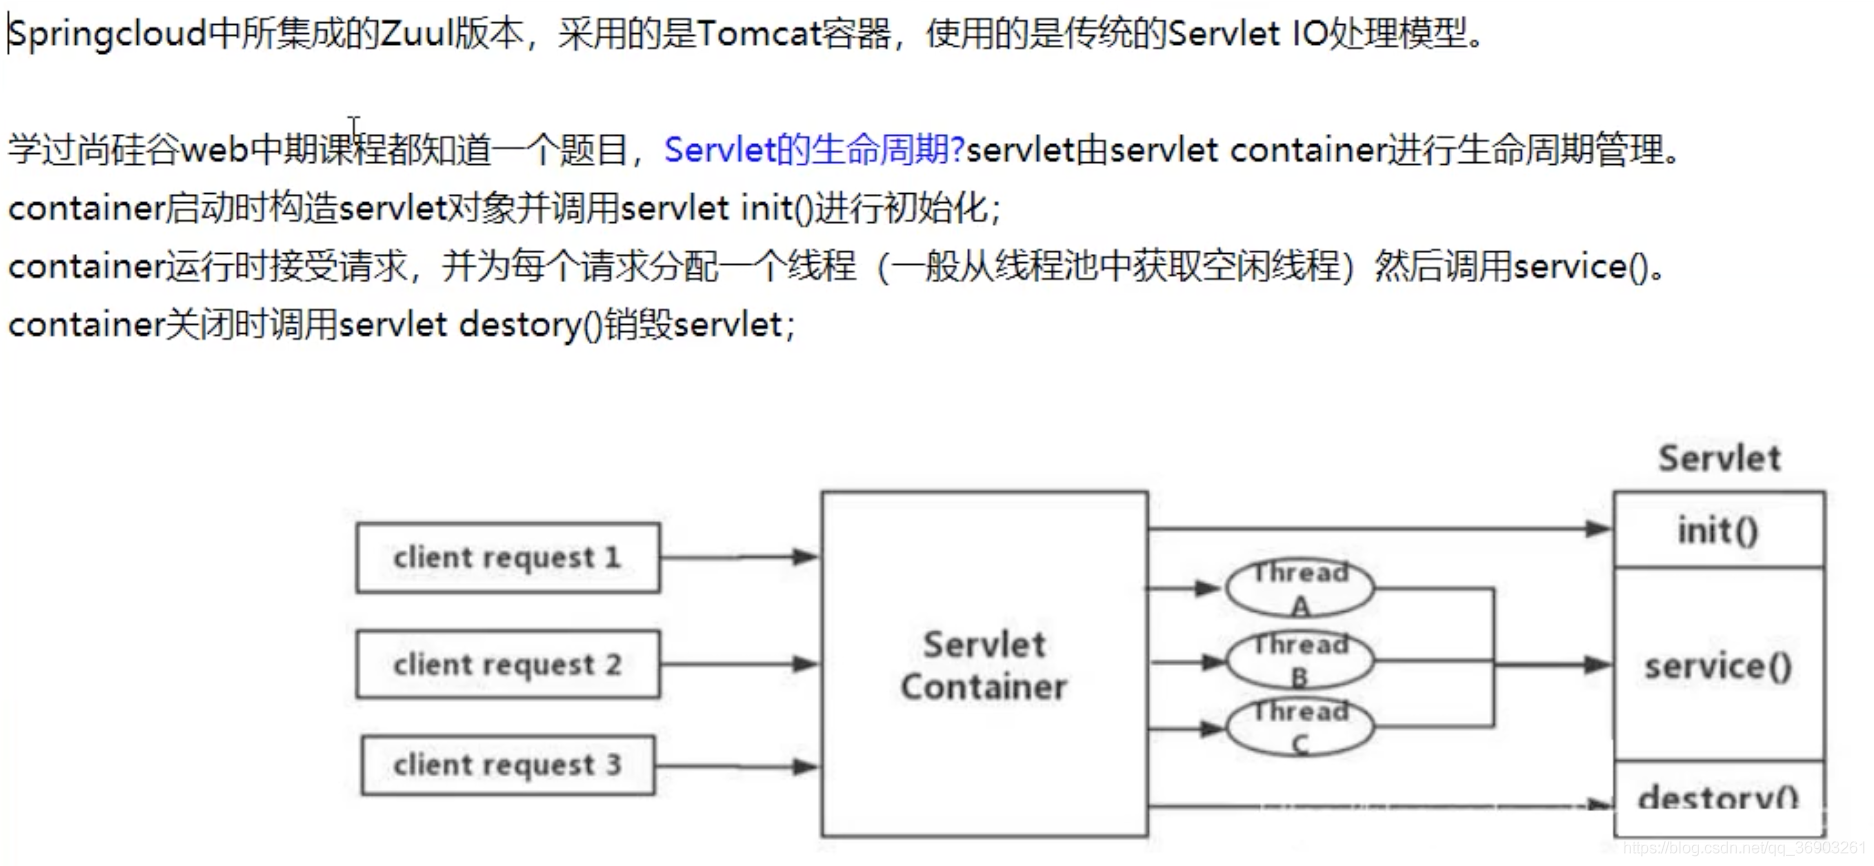 Springcloud中所集成的Zuul版本，采用的是Tomcat容器，使用的是传统的Servlet IO处理模型。
学过尚硅谷web中期课程都知道一个题目，Servlet的生命周期?servlet由servlet container进行生命周期管理。
container启动时构造servlet对象并调用servlet init()进行初始化；
container运行时接受请求，并为每个请求分配一个线程（一般从线程池中获取空闲线程）然后调用service()。
container关闭时调用servlet destory()销毁servlet；
Servlet
client request 1
client request 2
client request 3
Servlet
Container
Thread
A
Thread
B
Thread
C
init()
service()
destory()
https://blog.csdn.net/qq_36903261